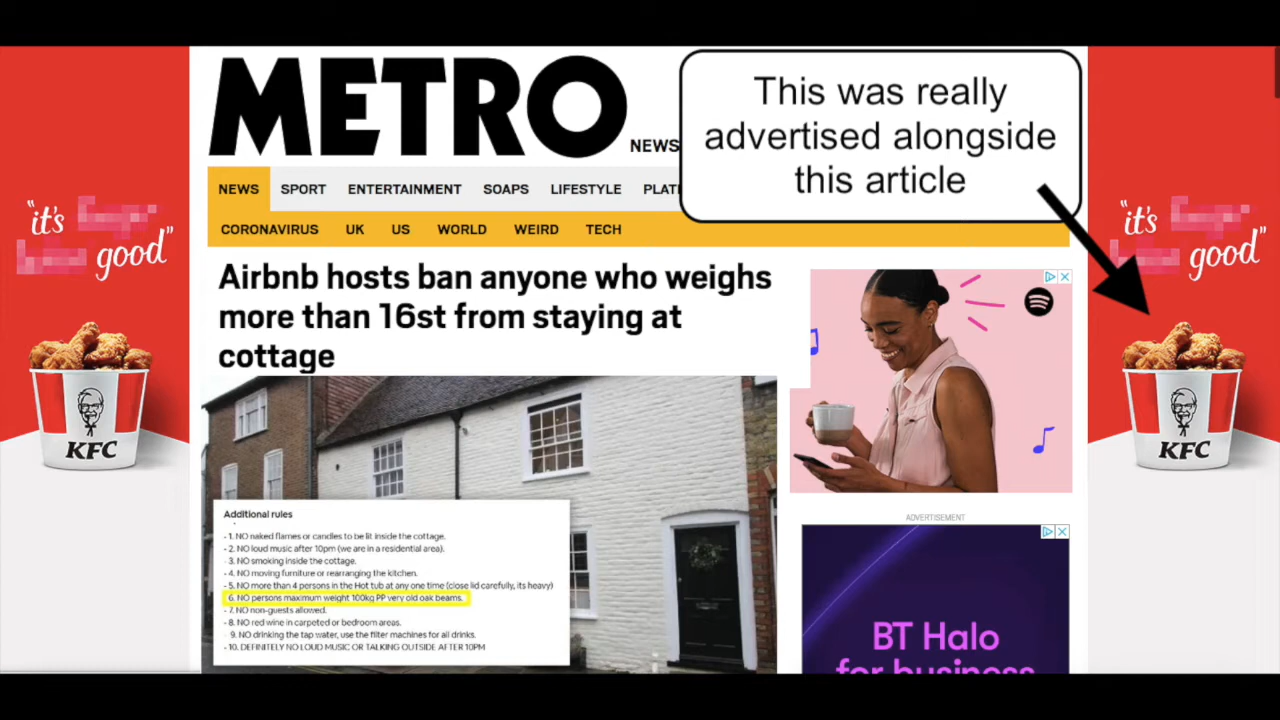 METRO
NEWS
This was really
advertised alongside
this article
NEWS SPORT ENTERTAINMENT SOAPS LIFESTYLE PLAT
CORONAVIRUS UK US WORLD WEIRD TECH
"it's
good"
KFC
Airbnb hosts ban anyone who weighs
more than 16st from staying at
cottage
Additional rules
- 1. NO naked flames or candles to be lit inside the cottage.
- 2. NO loud music after 10pm (we are in a residential area).
- 3. NO smoking inside the cottage.
- 4. NO moving furniture or rearranging the kitchen.
- 5. NO more than 4 persons in the Hot tub at any one time (close lid carefully, its heavy)
6. NO persons maximum weight 100kg PP very old oak beams.
- 7. NO non-guests allowed.
- 8. NO red wine in carpeted or bedroom areas.
9. NO drinking the tap water, use the filter machines for all drinks.
- 10. DEFINITELY NO LOUD MUSIC OR TALKING OUTSIDE AFTER 10PM
ADVERTISEMENT
BT Halo
for business
"it's
good"
KFC